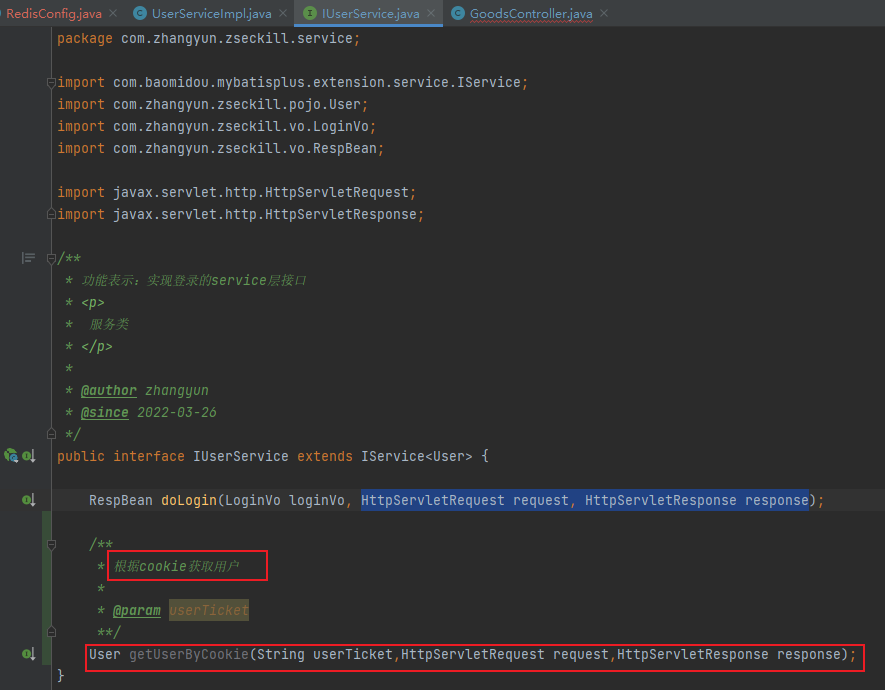 RedisConfig.java UserServiceImpl.java IUserService.java GoodsController.java
package com.zhangyun.zseckill.service;
import com.baomidou.mybatisplus.extension.service.IService;
import com.zhangyun.zseckill.pojo.User;
import com.zhangyun.zseckill.vo.LoginVo;
import com.zhangyun.zseckill.vo.RespBean;
import javax.servlet.http.HttpServletRequest;
import javax.servlet.http.HttpServletResponse;
/**
* 功能表示：实现登录的service层接口
* <p>
* 服务类
* </p>
*
* @author zhangyun
* @since 2022-03-26
*/
public interface IUserService extends IService<User> {
RespBean doLogin(LoginVo loginVo, HttpServletRequest request, HttpServletResponse response);
/**
* 根据cookie获取用户
*
* @param userTicket
**/
User getUserByCookie(String userTicket,HttpServletRequest request,HttpServletResponse response);
}